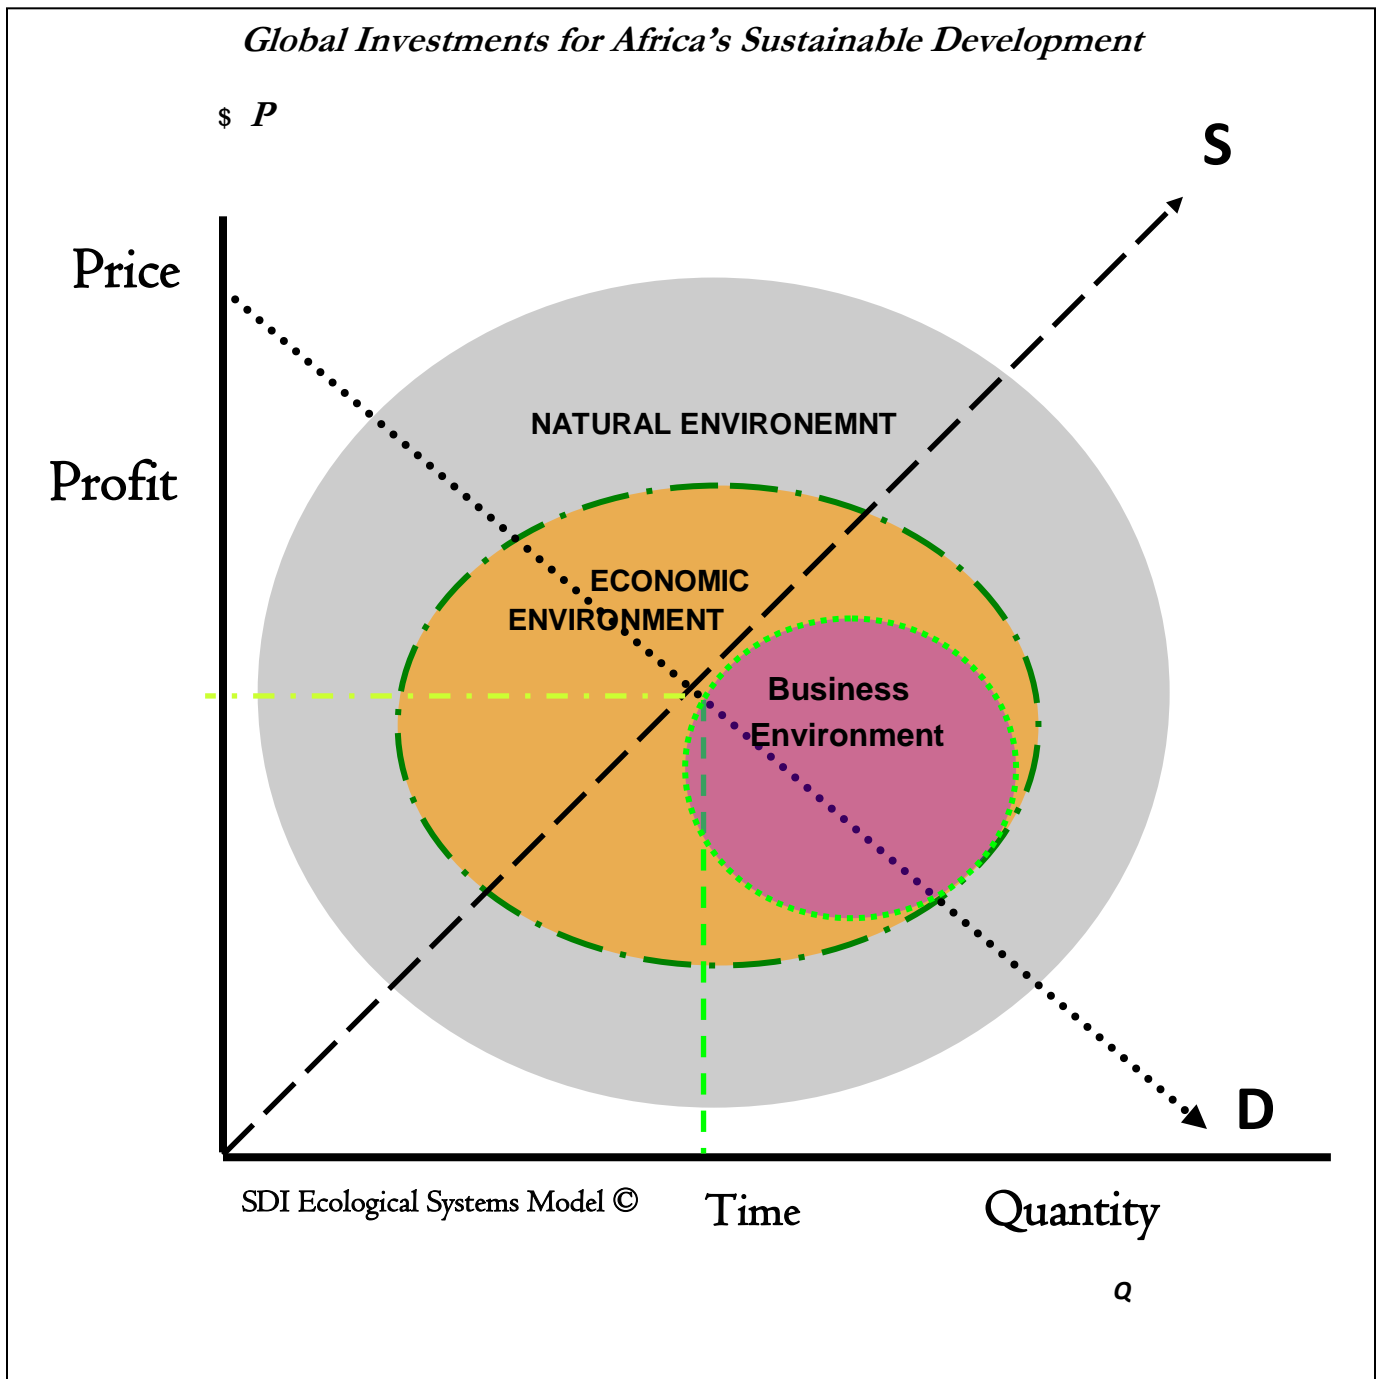 Global Investments for Africa’s Sustainable Development
$ P
S
Price
NATURAL ENVIRONEMNT
Profit
ECONOMIC
ENVIRONMENT
Business
Environment
D
SDI Ecological Systems Model ©
Time
Quantity
Q